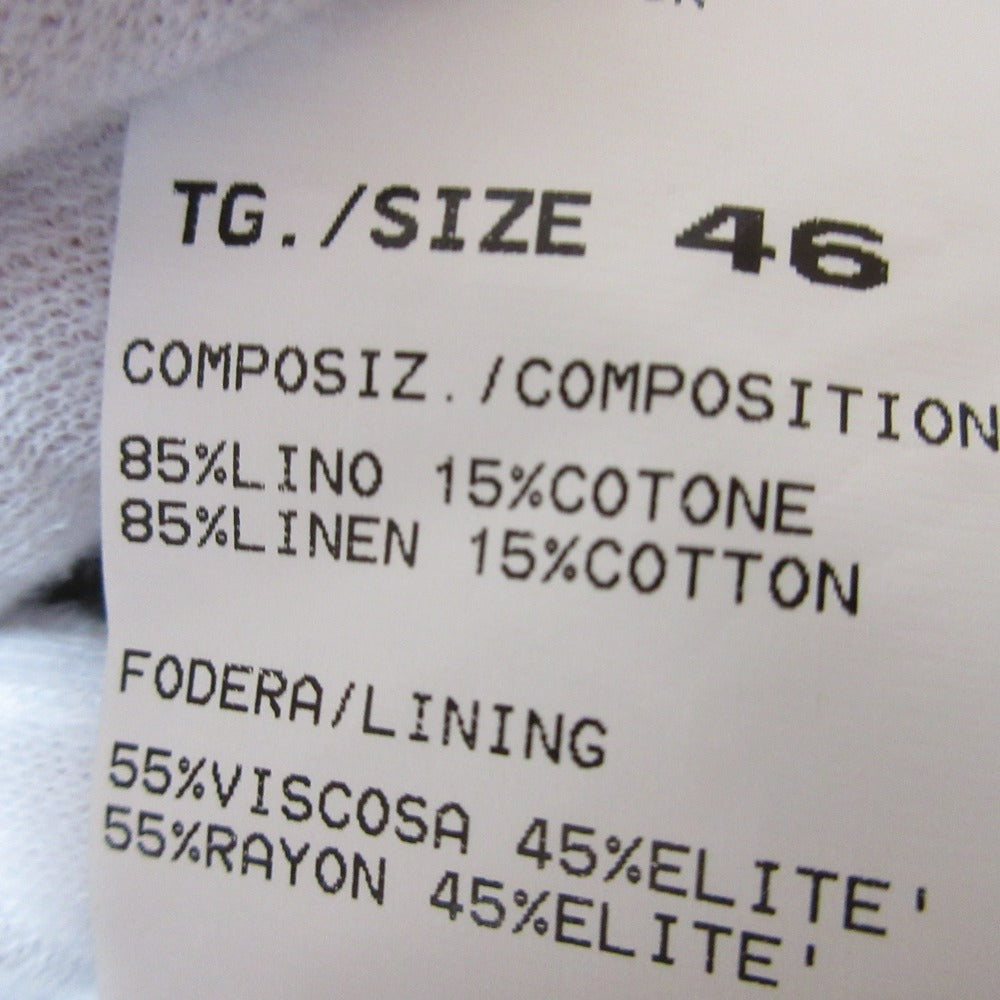 TG./SIZE 46
COMPOSIZ./COMPOSITION
85%LINO 15%COTONE
85%LINEN 15%COTTON
FODERA/LINING
55%VISCOSA 45%ELITE'
55%RAYON 45%ELITE'